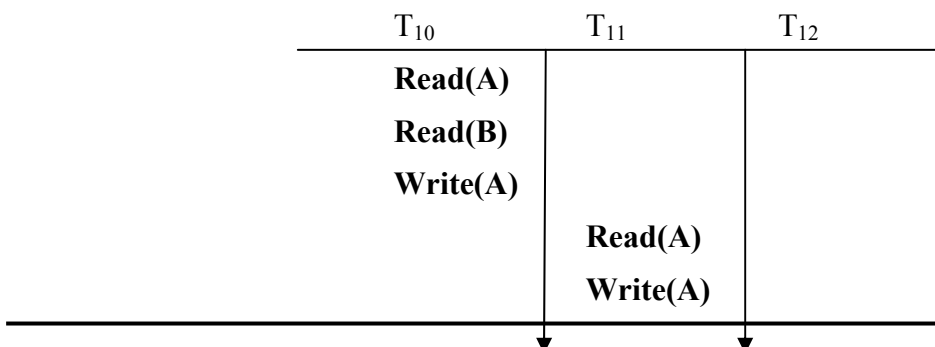 T₁₀ T₁₁ T₁₂
Read(A)
Read(B)
Write(A)
Read(A)
Write(A)